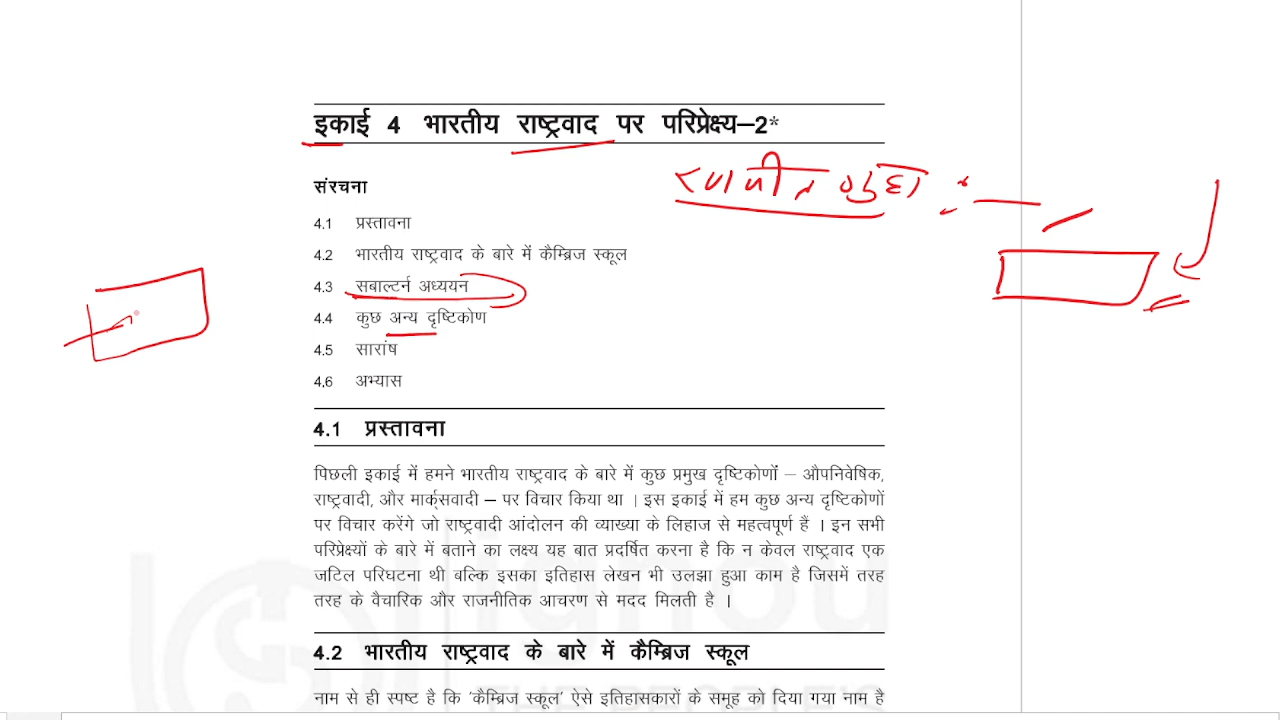 इकाई 4 भारतीय राष्ट्रवाद पर परिप्रेक्ष्य–2*
संरचना
4.1 प्रस्तावना
4.2 भारतीय राष्ट्रवाद के बारे में कैम्ब्रिज स्कूल
4.3 सबाल्टर्न अध्ययन
4.4 कुछ अन्य दृष्टिकोण
4.5 सारांष
4.6 अभ्यास
4.1 प्रस्तावना
पिछली इकाई में हमने भारतीय राष्ट्रवाद के बारे में कुछ प्रमुख दृष्टिकोणों – औपनिवेषिक,
राष्ट्रवादी, और मार्क्सवादी – पर विचार किया था । इस इकाई में हम कुछ अन्य दृष्टिकोणों
पर विचार करेंगे जो राष्ट्रवादी आंदोलन की व्याख्या के लिहाज से महत्वपूर्ण हैं । इन सभी
परिप्रेक्ष्यों के बारे में बताने का लक्ष्य यह बात प्रदर्षित करना है कि न केवल राष्ट्रवाद एक
जटिल परिघटना थी बल्कि इसका इतिहास लेखन भी उलझा हुआ काम है जिसमें तरह
तरह के वैचारिक और राजनीतिक आचरण से मदद मिलती है ।
ignou
4.2 भारतीय राष्ट्रवाद के बारे में कैम्ब्रिज स्कूल
नाम से ही स्पष्ट है कि 'कैम्ब्रिज स्कूल' ऐसे इतिहासकारों के समूह को दिया गया नाम है
THE PEOPLE'S